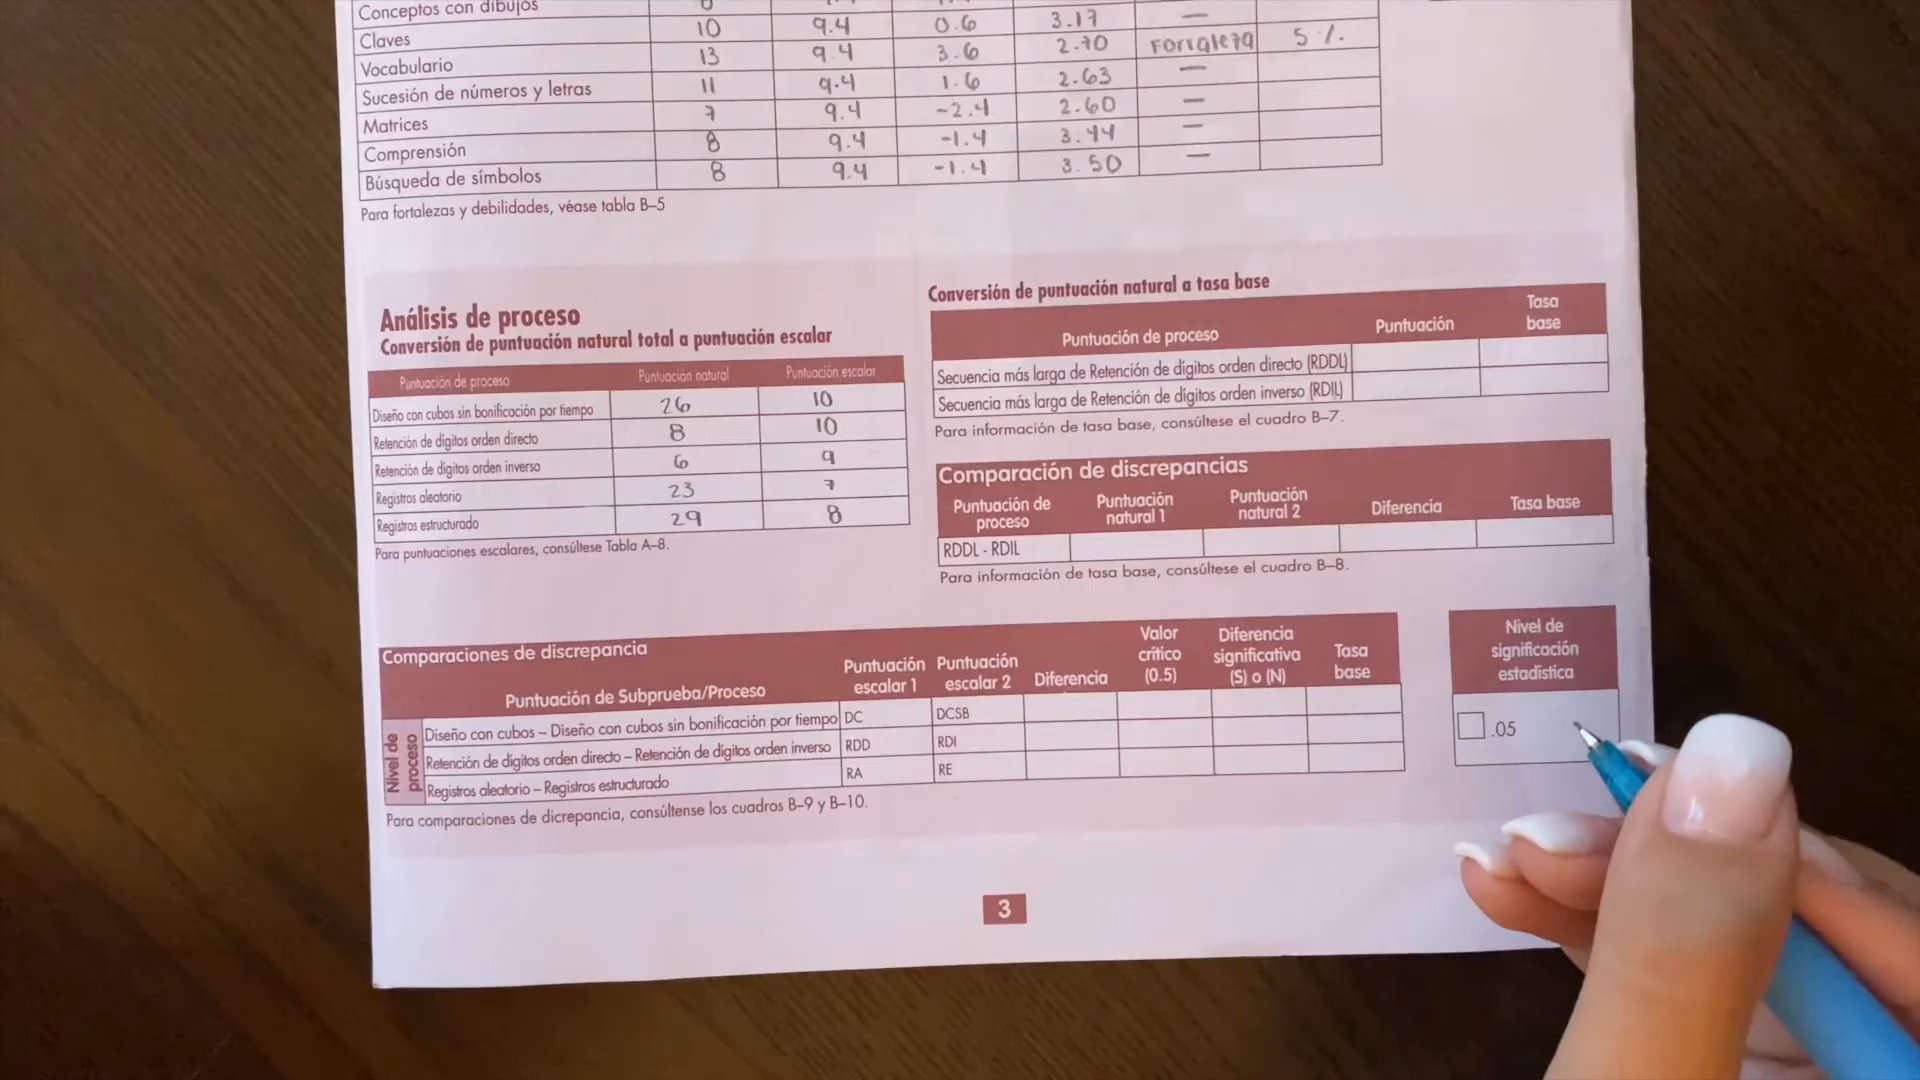 Conceptos con dibujos
Claves 10 9.4 0.6 3.17 —
Vocabulario 13 9.4 3.6 2.70 Fortaleza 5 %.
Sucesión de números y letras 11 9.4 1.6 2.63 —
Matrices 7 9.4 -2.4 2.60 —
Comprensión 8 9.4 -1.4 3.44 —
Búsqueda de símbolos 8 9.4 -1.4 3.50 —
Para fortalezas y debilidades, véase tabla B–5
Análisis de proceso
Conversión de puntuación natural total a puntuación escalar
Puntuación de proceso Puntuación natural Puntuación escalar
Diseño con cubos sin bonificación por tiempo 26 10
Retención de dígitos orden directo 8 10
Retención de dígitos orden inverso 6 9
Registros aleatorio 23 7
Registros estructurado 29 8
Para puntuaciones escalares, consúltese Tabla A–8.
Conversión de puntuación natural a tasa base
Puntuación de proceso Puntuación Tasa base
Secuencia más larga de Retención de dígitos orden directo (RDDL)
Secuencia más larga de Retención de dígitos orden inverso (RDIL)
Para información de tasa base, consúltese el cuadro B–7.
Comparación de discrepancias
Puntuación de proceso Puntuación natural 1 Puntuación natural 2 Diferencia Tasa base
RDDL - RDIL
Para información de tasa base, consúltese el cuadro B–8.
Comparaciones de discrepancia
Puntuación de Subprueba/Proceso Puntuación escalar 1 Puntuación escalar 2 Diferencia Valor crítico (0.5) Diferencia significativa (S) o (N) Tasa base
Nivel de proceso
Diseño con cubos – Diseño con cubos sin bonificación por tiempo DC DCSB
Retención de dígitos orden directo – Retención de dígitos orden inverso RDD RDI
Registros aleatorio – Registros estructurado RA RE
Para comparaciones de dicrepancia, consúltense los cuadros B–9 y B–10.
Nivel de significación estadística
.05
3